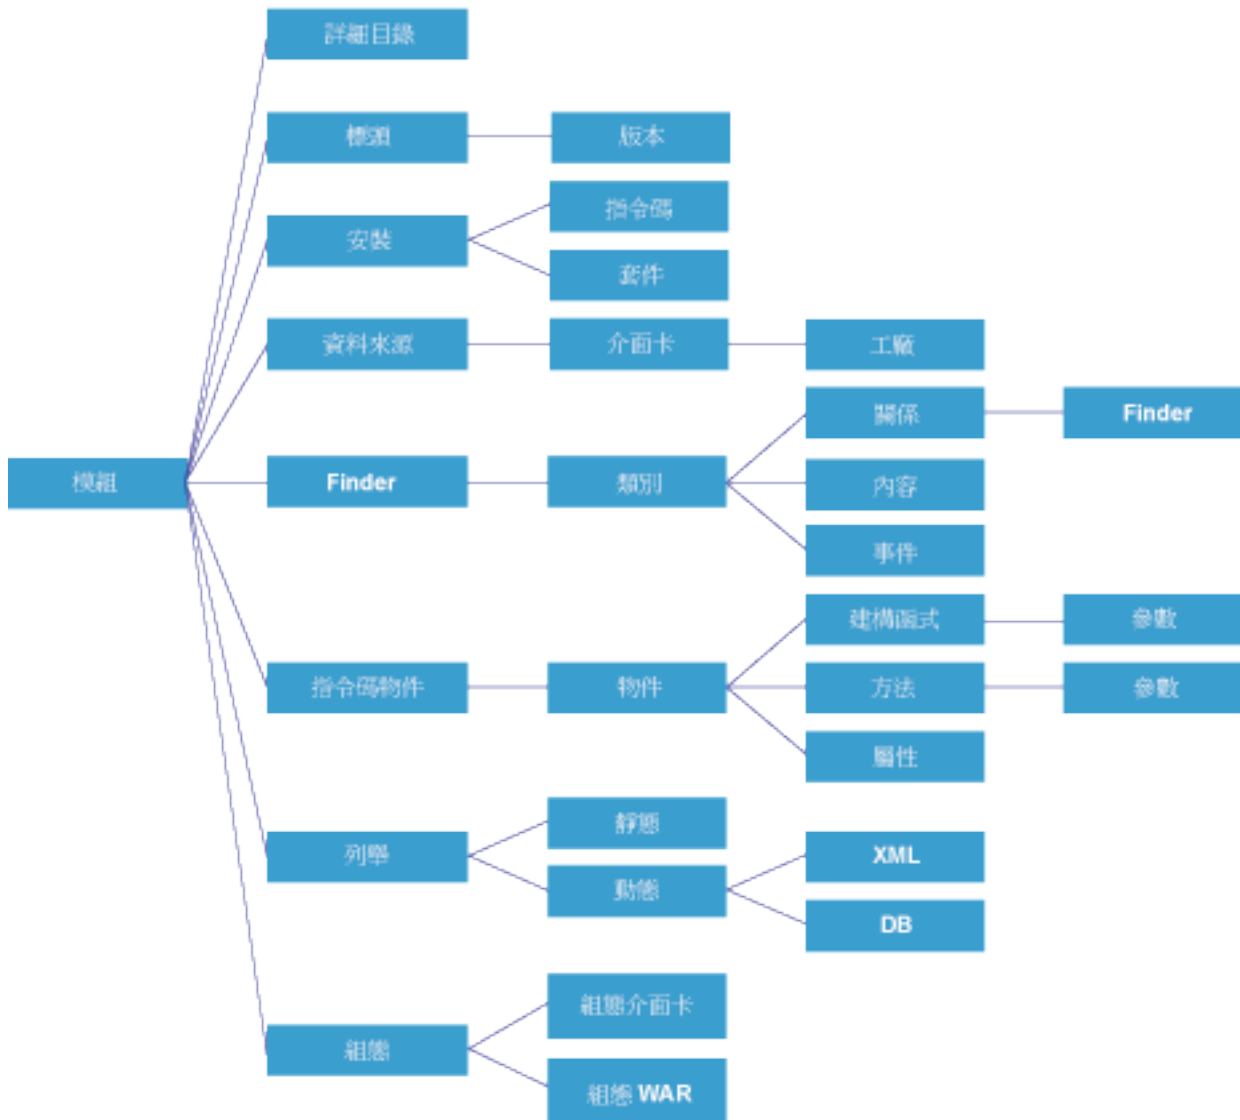 詳細目錄
標頭
版本
指令碼
安裝
套件
資料來源
介面卡
工廠
關係
Finder
模組
Finder
類別
內容
事件
建構函式
參數
指令碼物件
物件
方法
參數
屬性
靜態
列舉
動態
XML
DB
組態介面卡
組態
組態 WAR